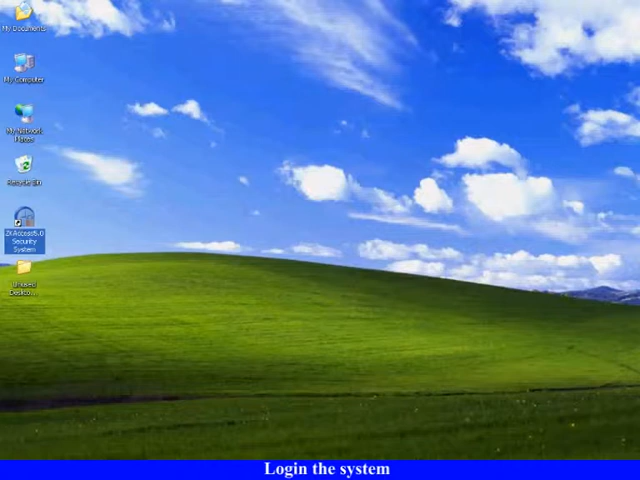 My Documents
My Computer
My Network
Places
Recycle Bin
ZKAccess5.0
Security
System
Unused
Deskto...
Login the system